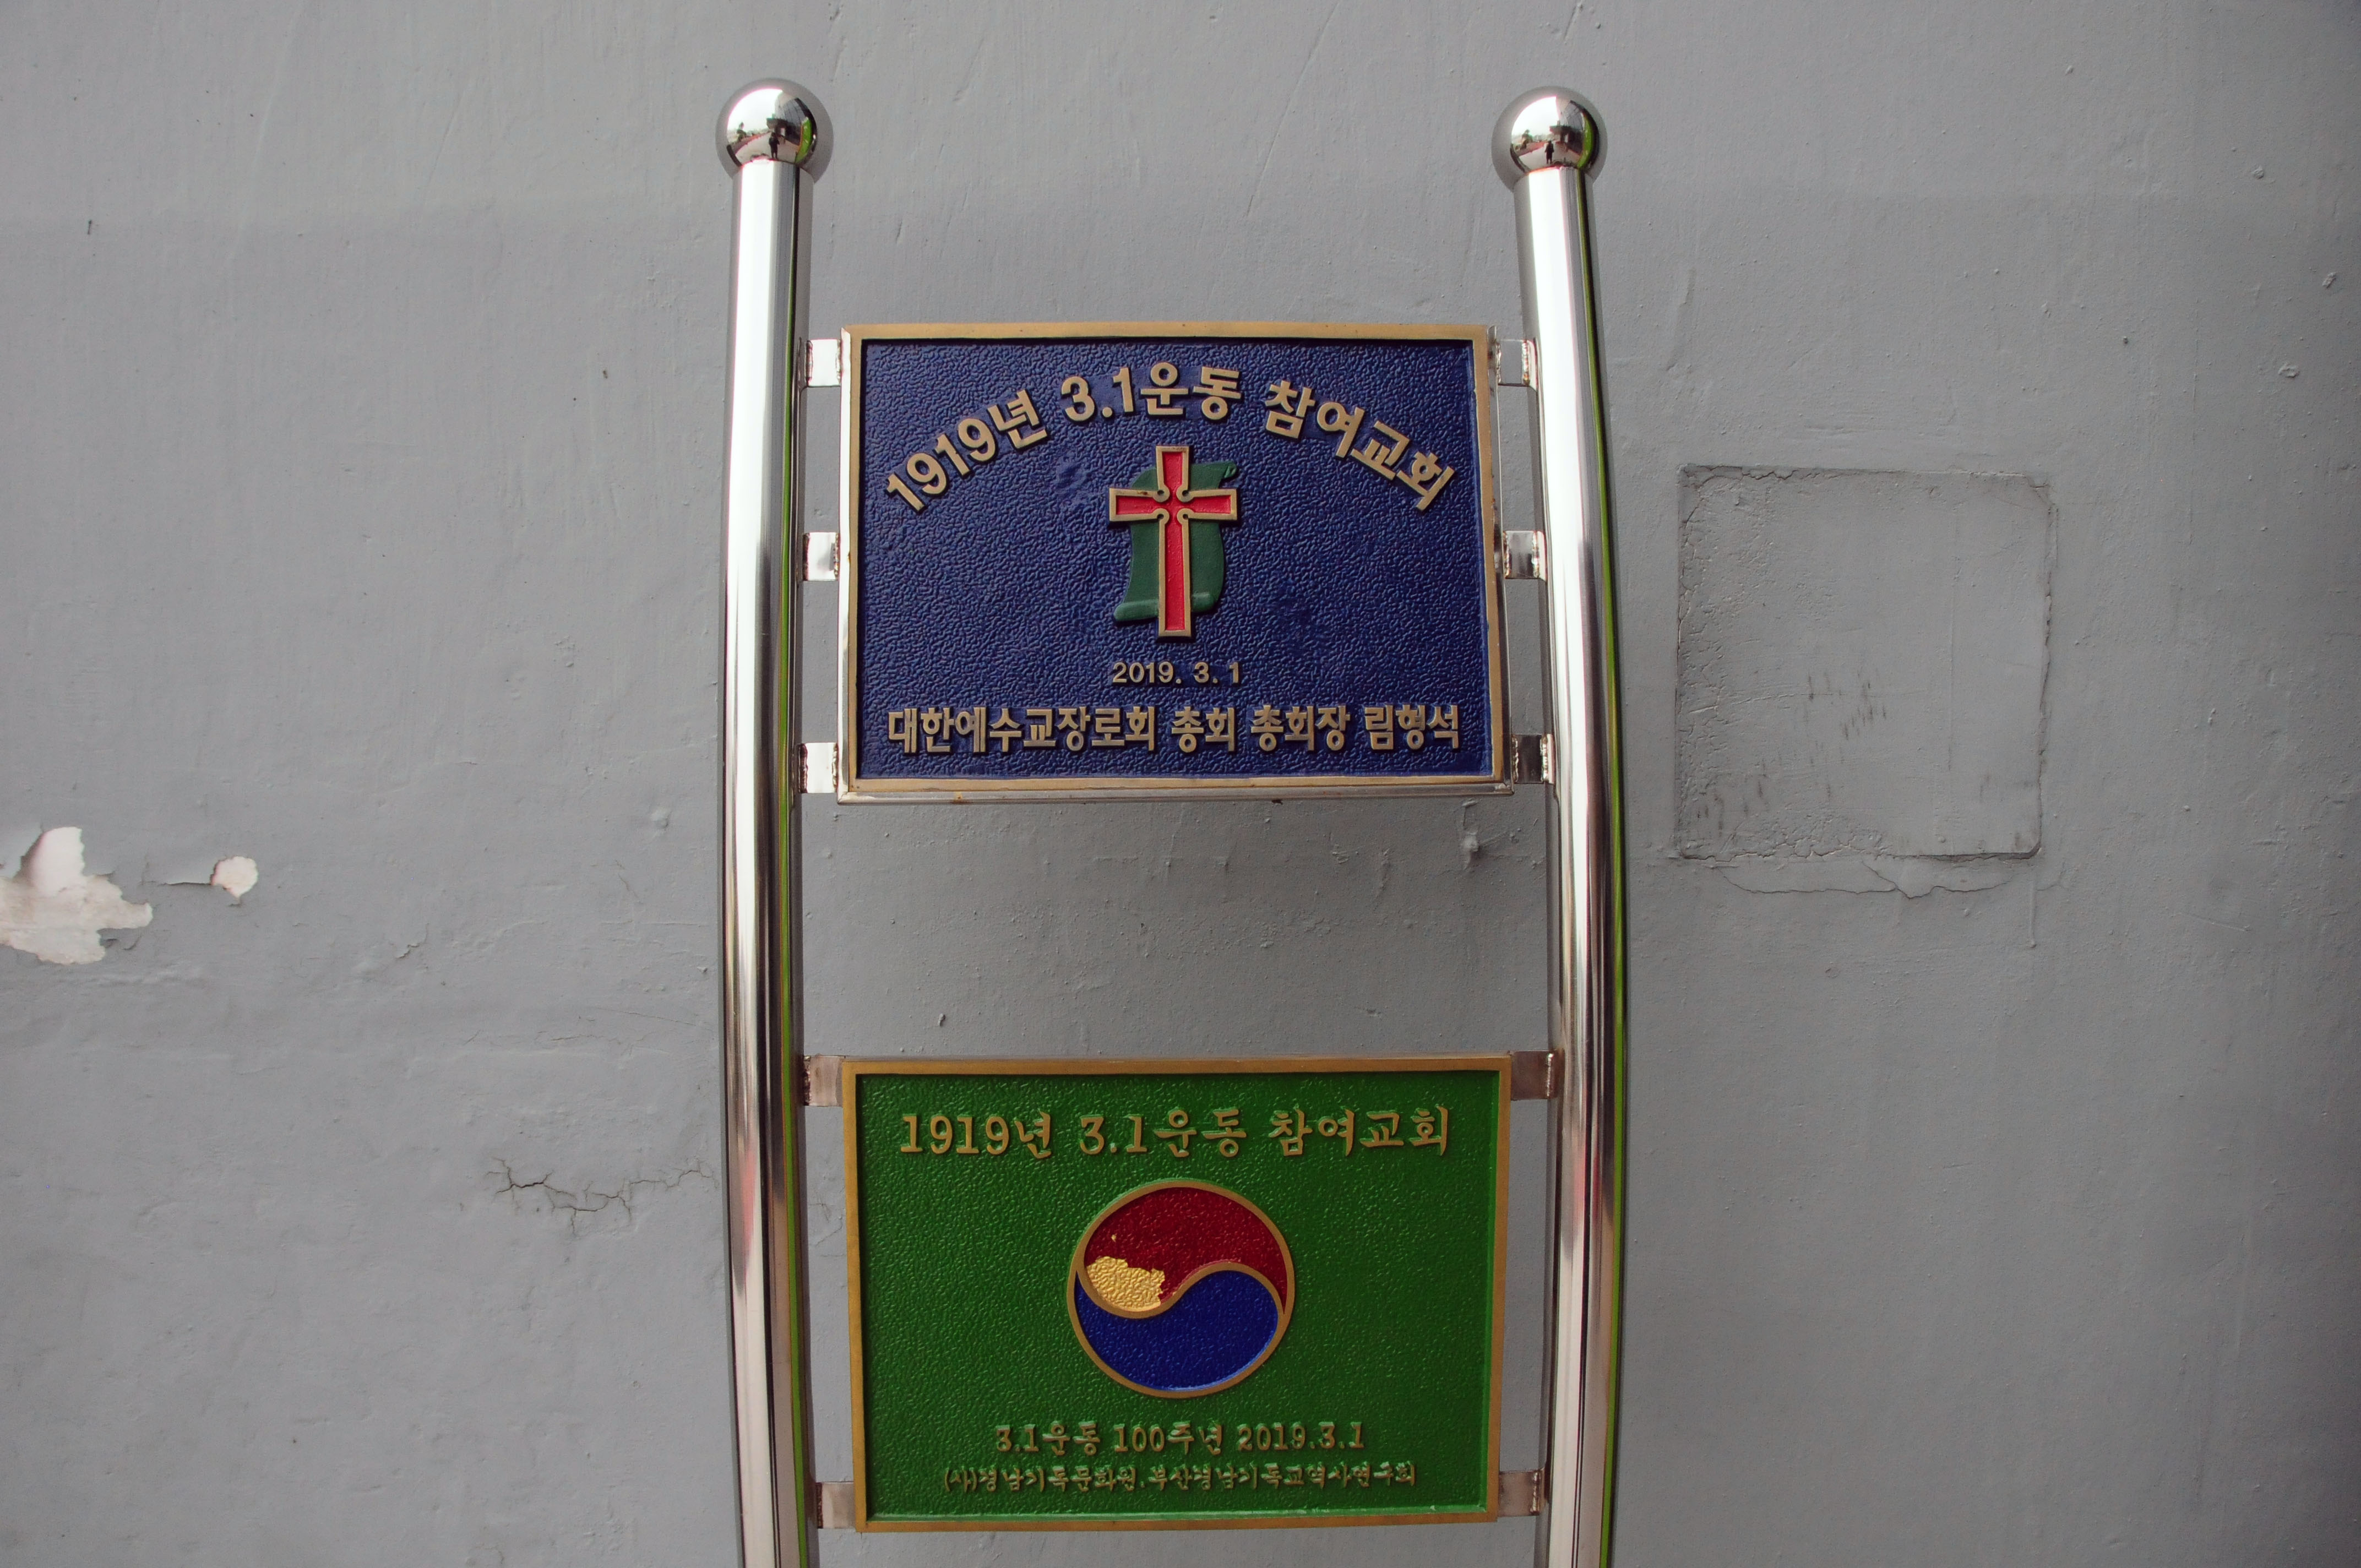 1919년 3.1운동 참여교회
2019. 3. 1
대한예수교장로회 총회 총회장 림형석
1919년 3.1운동 참여교회
3.1운동 100주년 2019.3.1
(사)경남기독문화원.부산경남기독교역사연구회